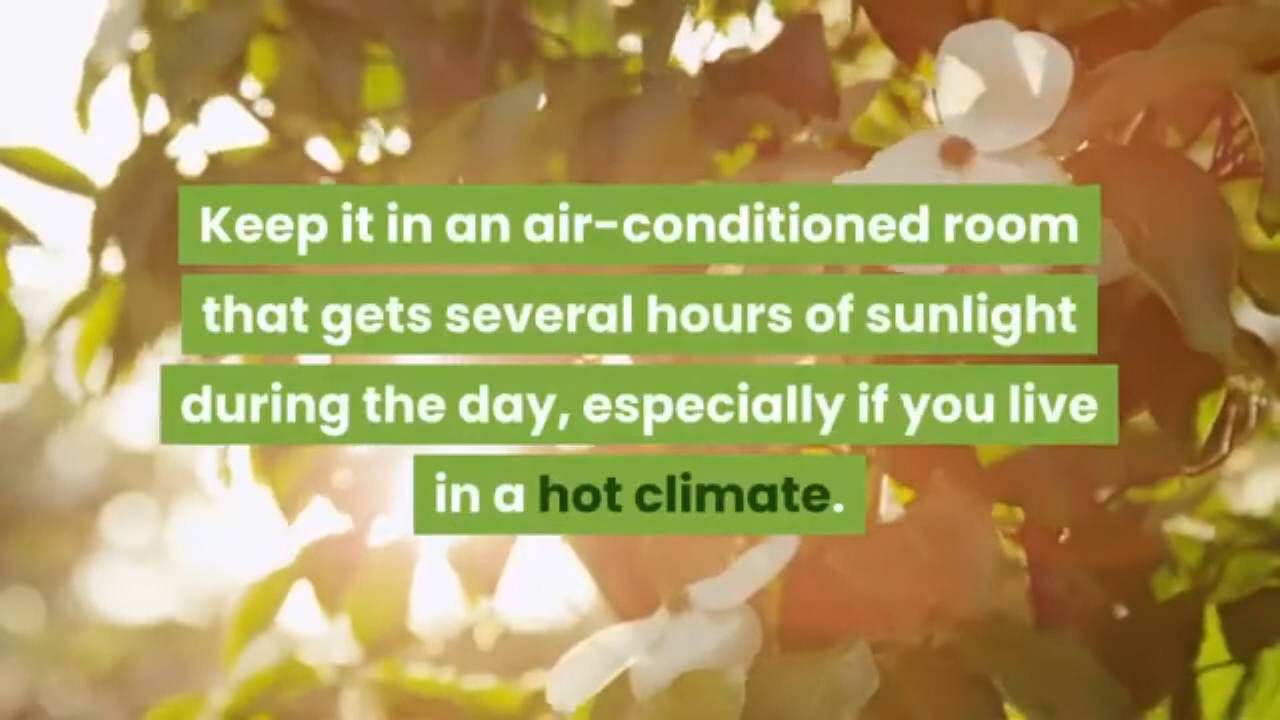 Keep it in an air-conditioned room
that gets several hours of sunlight
during the day, especially if you live
in a hot climate.